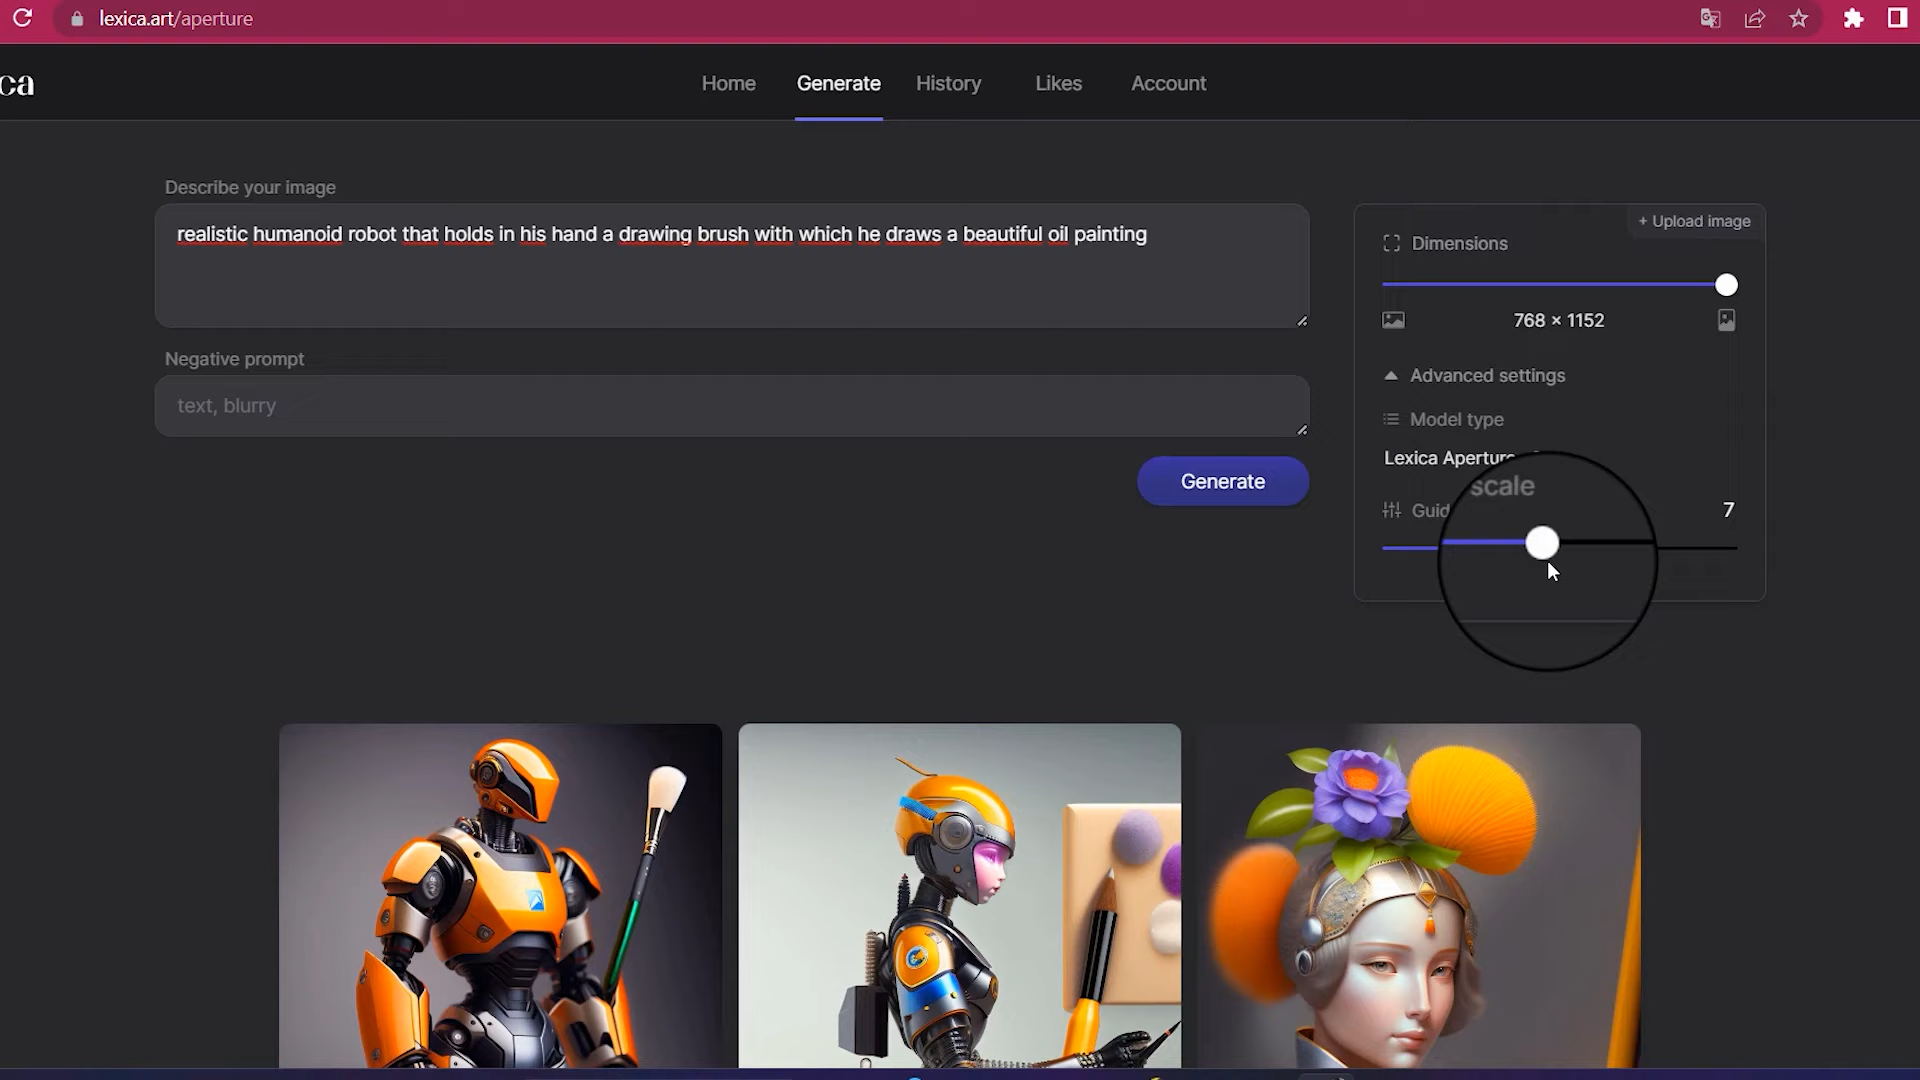 lexica.art/aperture
ca
Home Generate History Likes Account
Describe your image
realistic humanoid robot that holds in his hand a drawing brush with which he draws a beautiful oil painting
+ Upload image
Dimensions
768 × 1152
Negative prompt
text, blurry
Advanced settings
Model type
Lexica Aperture
Generate
scale
Guid 7